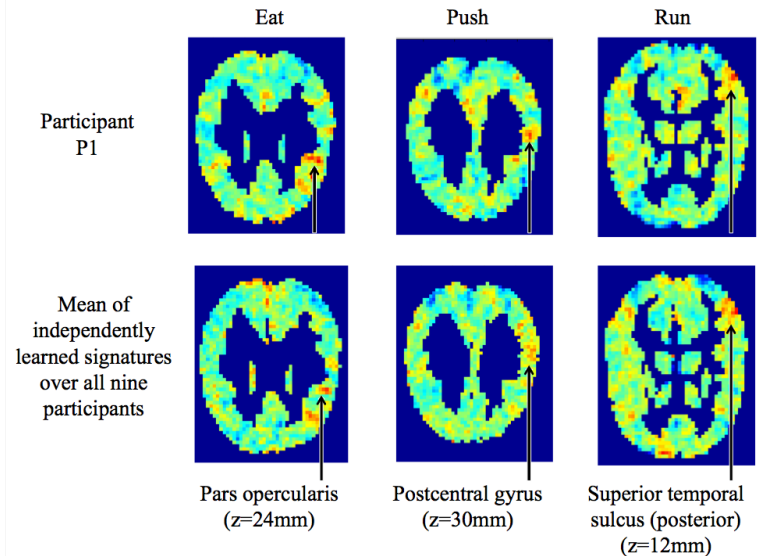 Eat
Push
Run
Participant
P1
Mean of
independently
learned signatures
over all nine
participants
Pars opercularis
(z=24mm)
Postcentral gyrus
(z=30mm)
Superior temporal
sulcus (posterior)
(z=12mm)